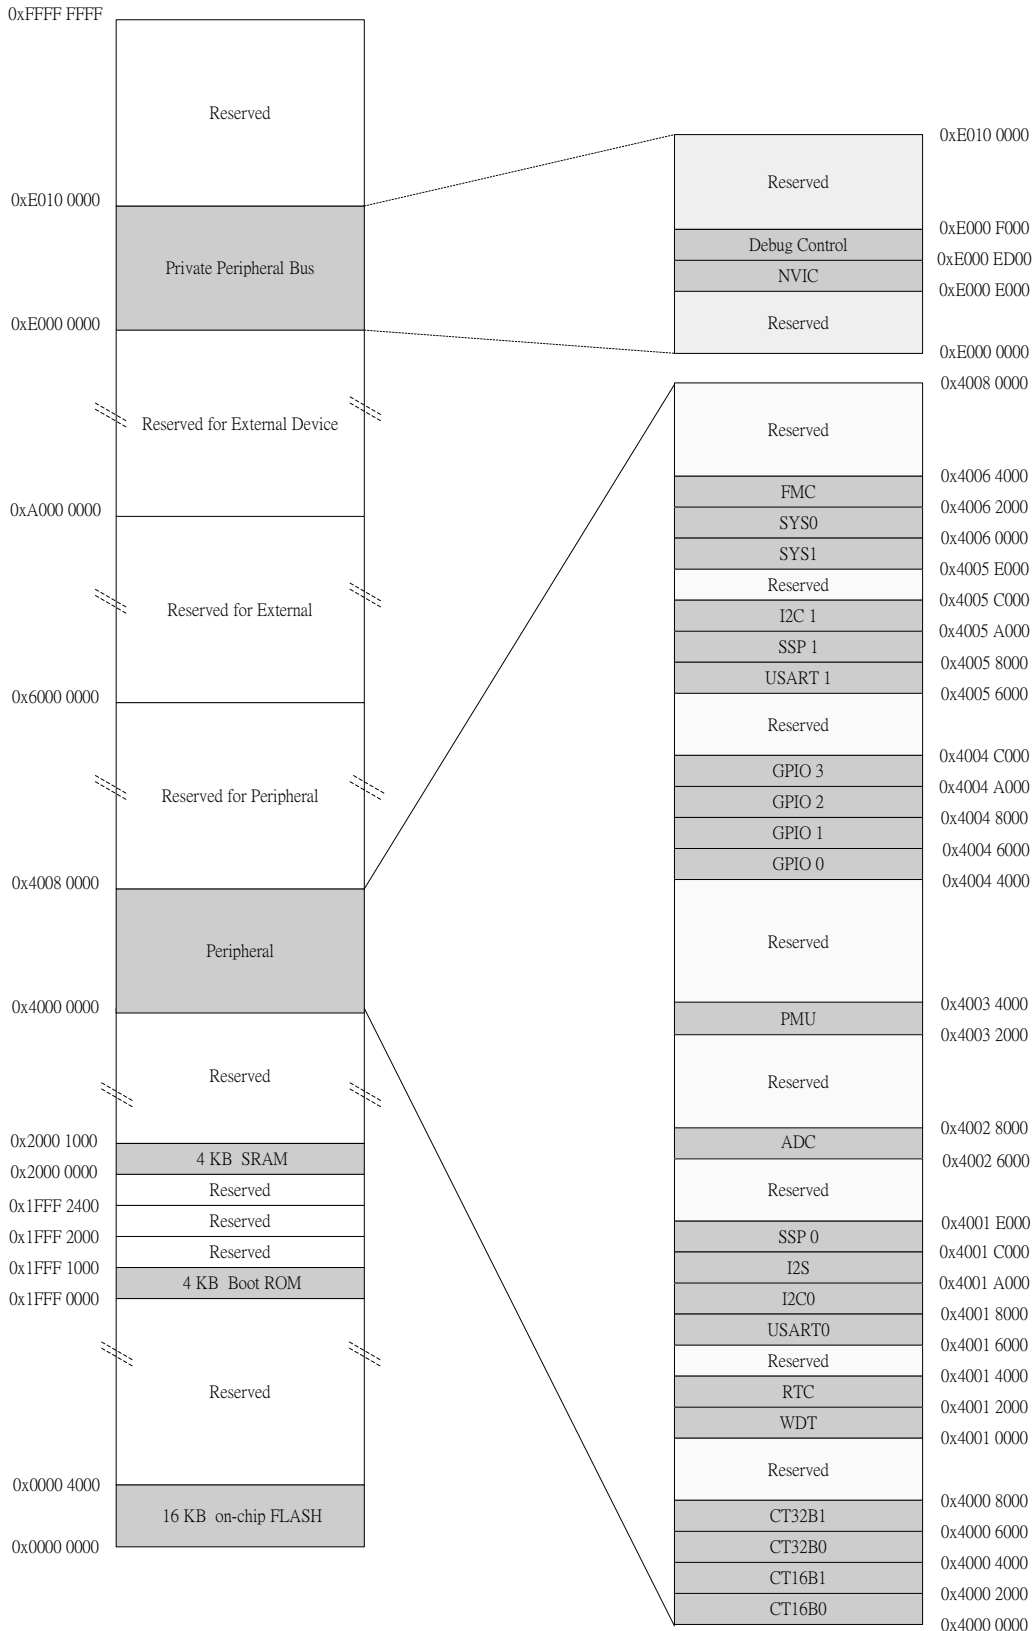 0xFFFF FFFF
Reserved
0xE010 0000
Private Peripheral Bus
0xE000 0000
Reserved for External Device
0xA000 0000
Reserved for External
0x6000 0000
Reserved for Peripheral
0x4008 0000
Peripheral
0x4000 0000
Reserved
0x2000 1000
4 KB SRAM
0x2000 0000
Reserved
0x1FFF 2400
Reserved
0x1FFF 2000
Reserved
0x1FFF 1000
4 KB Boot ROM
0x1FFF 0000
Reserved
0x0000 4000
16 KB on-chip FLASH
0x0000 0000
0xE010 0000
Reserved
0xE000 F000
Debug Control
0xE000 ED00
NVIC
0xE000 E000
Reserved
0xE000 0000
0x4008 0000
Reserved
0x4006 4000
FMC
0x4006 2000
SYS0
0x4006 0000
SYS1
0x4005 E000
Reserved
0x4005 C000
I2C 1
0x4005 A000
SSP 1
0x4005 8000
USART 1
0x4005 6000
Reserved
0x4004 C000
GPIO 3
0x4004 A000
GPIO 2
0x4004 8000
GPIO 1
0x4004 6000
GPIO 0
0x4004 4000
Reserved
0x4003 4000
PMU
0x4003 2000
Reserved
0x4002 8000
ADC
0x4002 6000
Reserved
0x4001 E000
SSP 0
0x4001 C000
I2S
0x4001 A000
I2C0
0x4001 8000
USART0
0x4001 6000
Reserved
0x4001 4000
RTC
0x4001 2000
WDT
0x4001 0000
Reserved
0x4000 8000
CT32B1
0x4000 6000
CT32B0
0x4000 4000
CT16B1
0x4000 2000
CT16B0
0x4000 0000